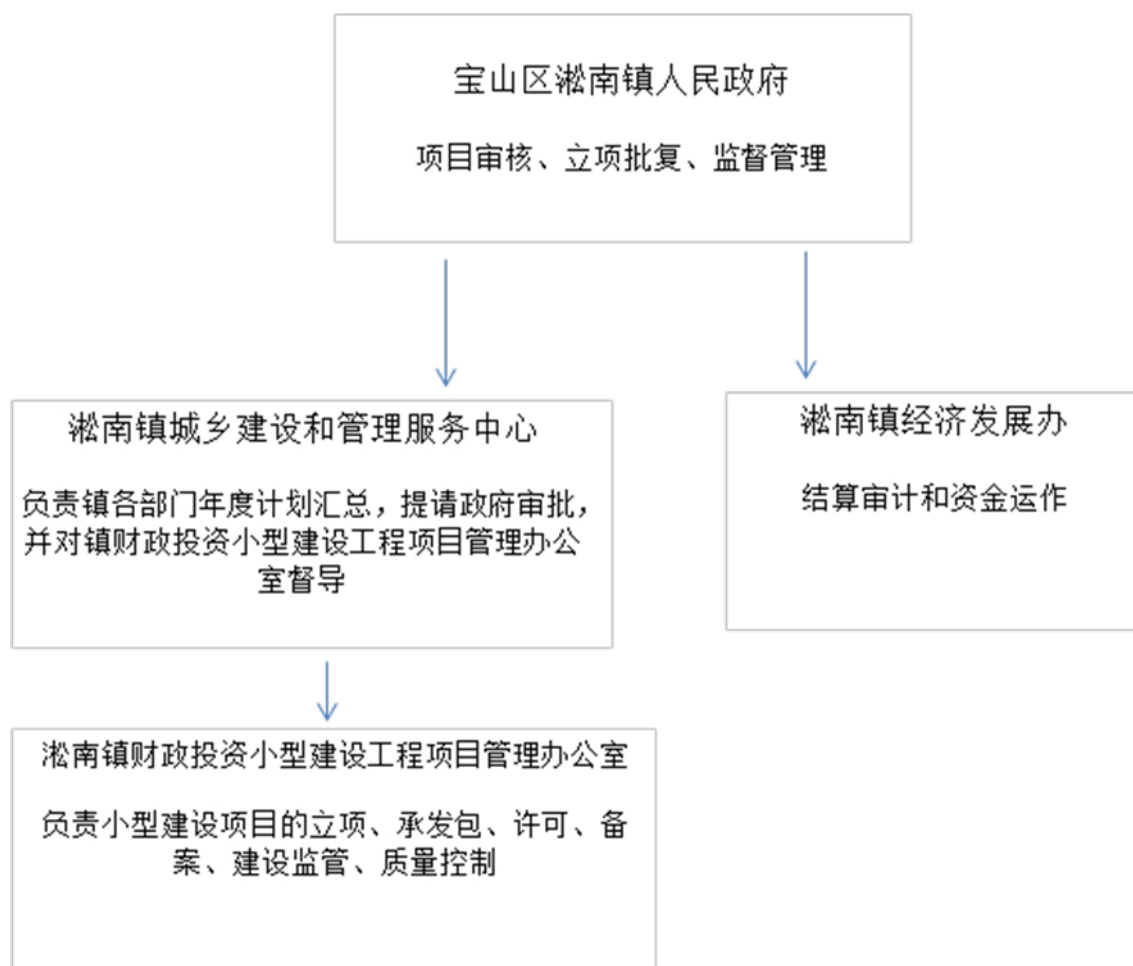 宝山区淞南镇人民政府
项目审核、立项批复、监督管理
淞南镇城乡建设和管理服务中心
负责镇各部门年度计划汇总，提请政府审批，
并对镇财政投资小型建设工程项目管理办公
室督导
淞南镇经济发展办
结算审计和资金运作
淞南镇财政投资小型建设工程项目管理办公室
负责小型建设项目的立项、承发包、许可、备
案、建设监管、质量控制